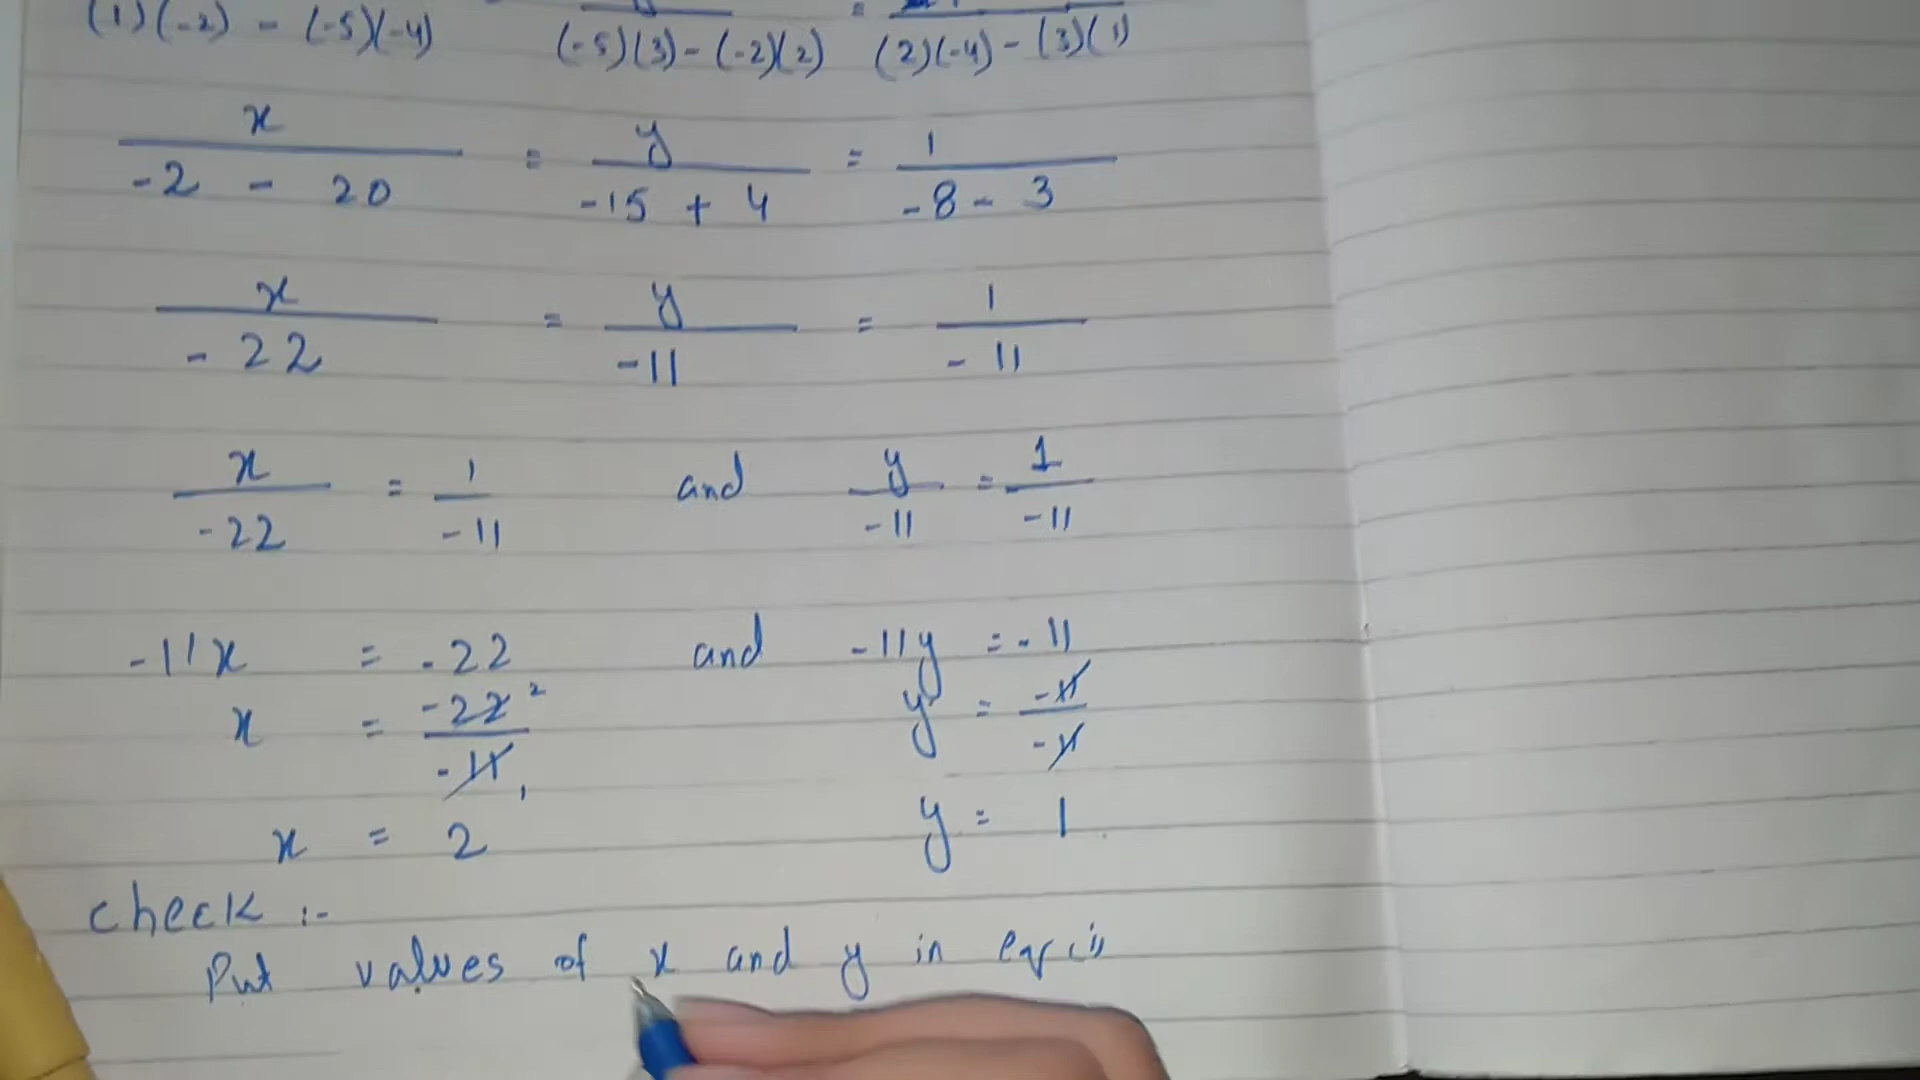 (1)(-2) - (-5)(-4) (-5)(3) - (-2)(2) = (2)(-4) - (3)(1)
x / -2 - 20 = y / -15 + 4 = 1 / -8 - 3
x / -22 = y / -11 = 1 / -11
x / -22 = 1 / -11 and y / -11 = 1 / -11
-11x = -22 and -11y = -11
x = -22 2 / -11 1 y = -11 / -11
x = 2 y = 1
Check :-
Put values of x and y in eq (i)